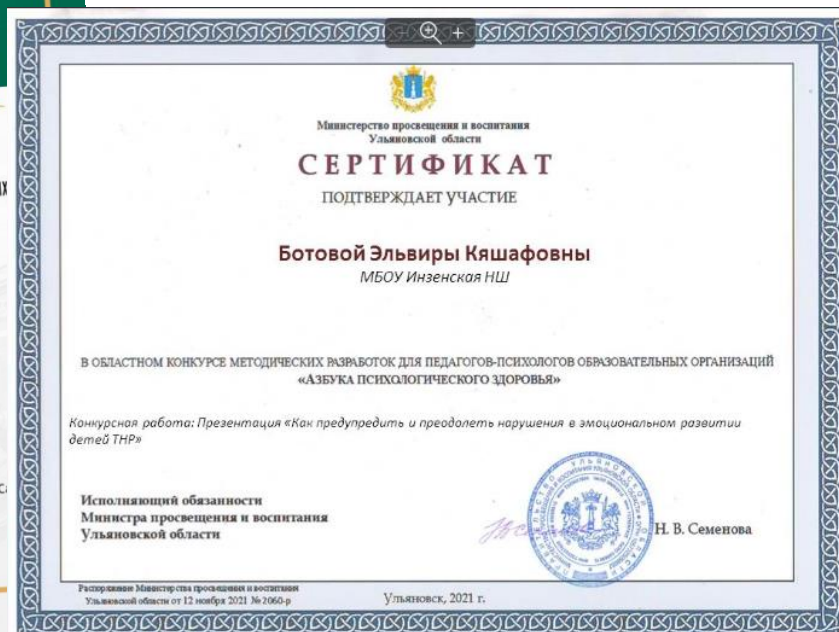 Министерство просвещения и воспитания
Ульяновской области
СЕРТИФИКАТ
ПОДТВЕРЖДАЕТ УЧАСТИЕ
Ботовой Эльвиры Кяшафовны
МБОУ Инзенская НШ
В ОБЛАСТНОМ КОНКУРСЕ МЕТОДИЧЕСКИХ РАЗРАБОТОК ДЛЯ ПЕДАГОГОВ-ПСИХОЛОГОВ ОБРАЗОВАТЕЛЬНЫХ ОРГАНИЗАЦИЙ
«АЗБУКА ПСИХОЛОГИЧЕСКОГО ЗДОРОВЬЯ»
Конкурсная работа: Презентация «Как предупредить и преодолеть нарушения в эмоциональном развитии
детей ТНР»
Исполняющий обязанности
Министра просвещения и воспитания
Ульяновской области
Н. В. Семенова
Распоряжение Министерства просвещения и воспитания
Ульяновской области от 12 ноября 2021 № 2060-р
Ульяновск, 2021 г.